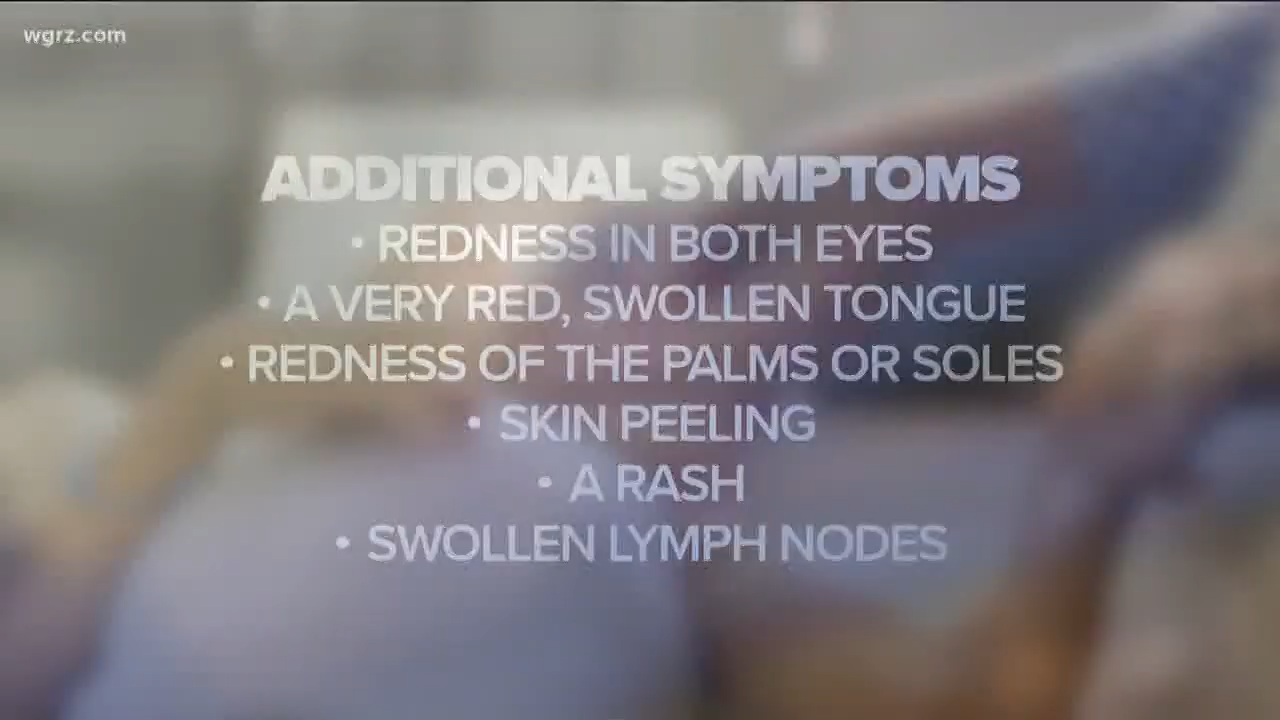 wgrz.com
ADDITIONAL SYMPTOMS
• REDNESS IN BOTH EYES
• A VERY RED, SWOLLEN TONGUE
• REDNESS OF THE PALMS OR SOLES
• SKIN PEELING
• A RASH
• SWOLLEN LYMPH NODES